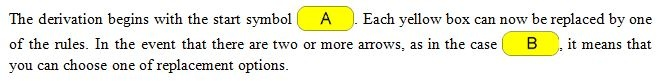 The derivation begins with the start symbol A . Each yellow box can now be replaced by one
of the rules. In the event that there are two or more arrows, as in the case B , it means that
you can choose one of replacement options.